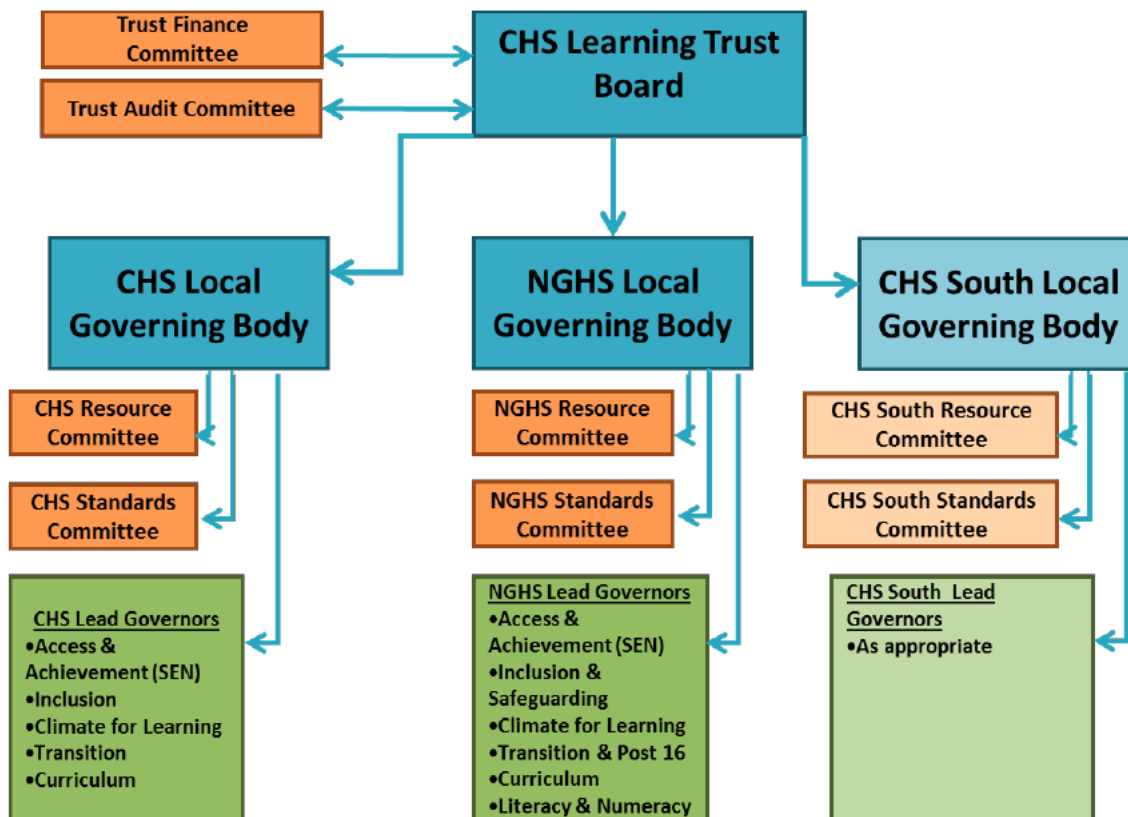 Trust Finance
Committee
Trust Audit Committee
CHS Learning Trust
Board
CHS Local
Governing Body
NGHS Local
Governing Body
CHS South Local
Governing Body
CHS Resource
Committee
NGHS Resource
Committee
CHS South Resource
Committee
CHS Standards
Committee
NGHS Standards
Committee
CHS South Standards
Committee
CHS Lead Governors
•Access &
Achievement (SEN)
•Inclusion
•Climate for Learning
•Transition
•Curriculum
NGHS Lead Governors
•Access &
Achievement (SEN)
•Inclusion &
Safeguarding
•Climate for Learning
•Transition & Post 16
•Curriculum
•Literacy & Numeracy
CHS South  Lead
Governors
•As appropriate